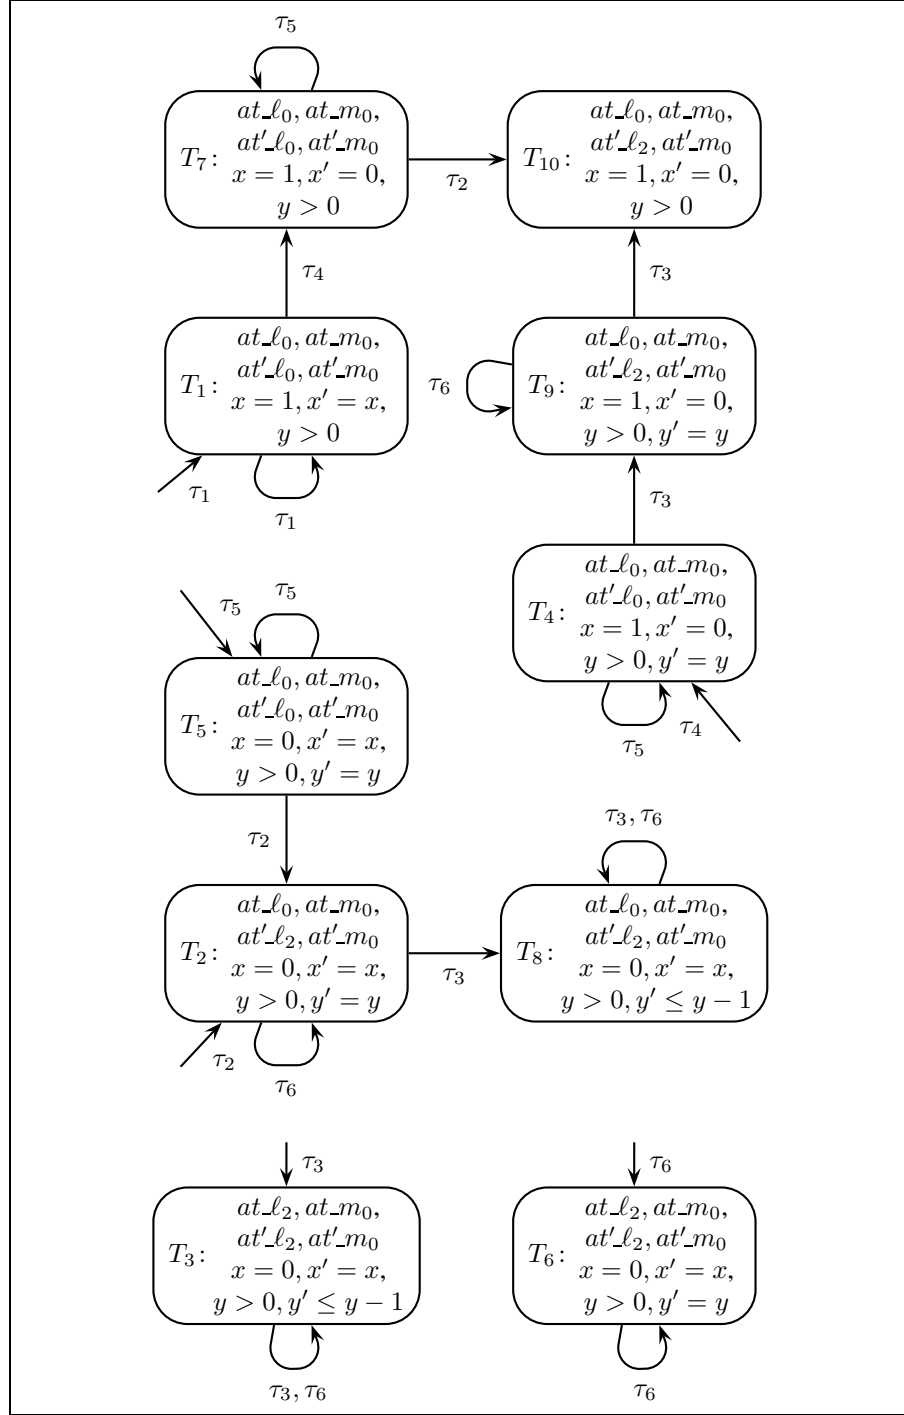 τ₅
at_ℓ₀, at_m₀,
at′_ℓ₀, at′_m₀
T₇:
x = 1, x′ = 0,
y > 0
τ₂
at_ℓ₀, at_m₀,
at′_ℓ₂, at′_m₀
T₁₀:
x = 1, x′ = 0,
y > 0
τ₄
τ₃
at_ℓ₀, at_m₀,
at′_ℓ₀, at′_m₀
T₁:
x = 1, x′ = x,
y > 0
τ₁
τ₁
τ₆
at_ℓ₀, at_m₀,
at′_ℓ₂, at′_m₀
T₉:
x = 1, x′ = 0,
y > 0, y′ = y
τ₃
at_ℓ₀, at_m₀,
at′_ℓ₀, at′_m₀
T₄:
x = 1, x′ = 0,
y > 0, y′ = y
τ₅
τ₄
τ₅
τ₅
at_ℓ₀, at_m₀,
at′_ℓ₀, at′_m₀
T₅:
x = 0, x′ = x,
y > 0, y′ = y
τ₂
at_ℓ₀, at_m₀,
at′_ℓ₂, at′_m₀
T₂:
x = 0, x′ = x,
y > 0, y′ = y
τ₂
τ₆
τ₃
τ₃, τ₆
at_ℓ₀, at_m₀,
at′_ℓ₂, at′_m₀
T₈:
x = 0, x′ = x,
y > 0, y′ ≤ y − 1
τ₃
at_ℓ₂, at_m₀,
at′_ℓ₂, at′_m₀
T₃:
x = 0, x′ = x,
y > 0, y′ ≤ y − 1
τ₃, τ₆
τ₆
at_ℓ₂, at_m₀,
at′_ℓ₂, at′_m₀
T₆:
x = 0, x′ = x,
y > 0, y′ = y
τ₆